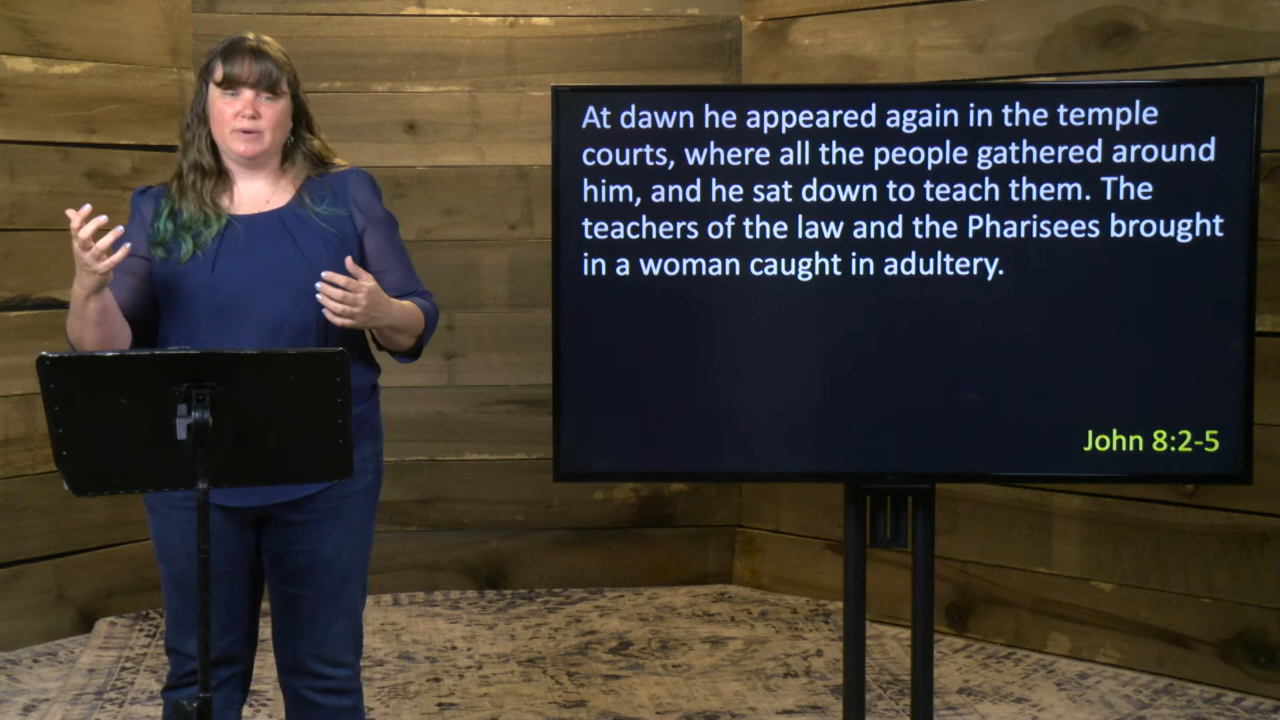 At dawn he appeared again in the temple
courts, where all the people gathered around
him, and he sat down to teach them. The
teachers of the law and the Pharisees brought
in a woman caught in adultery.
John 8:2-5